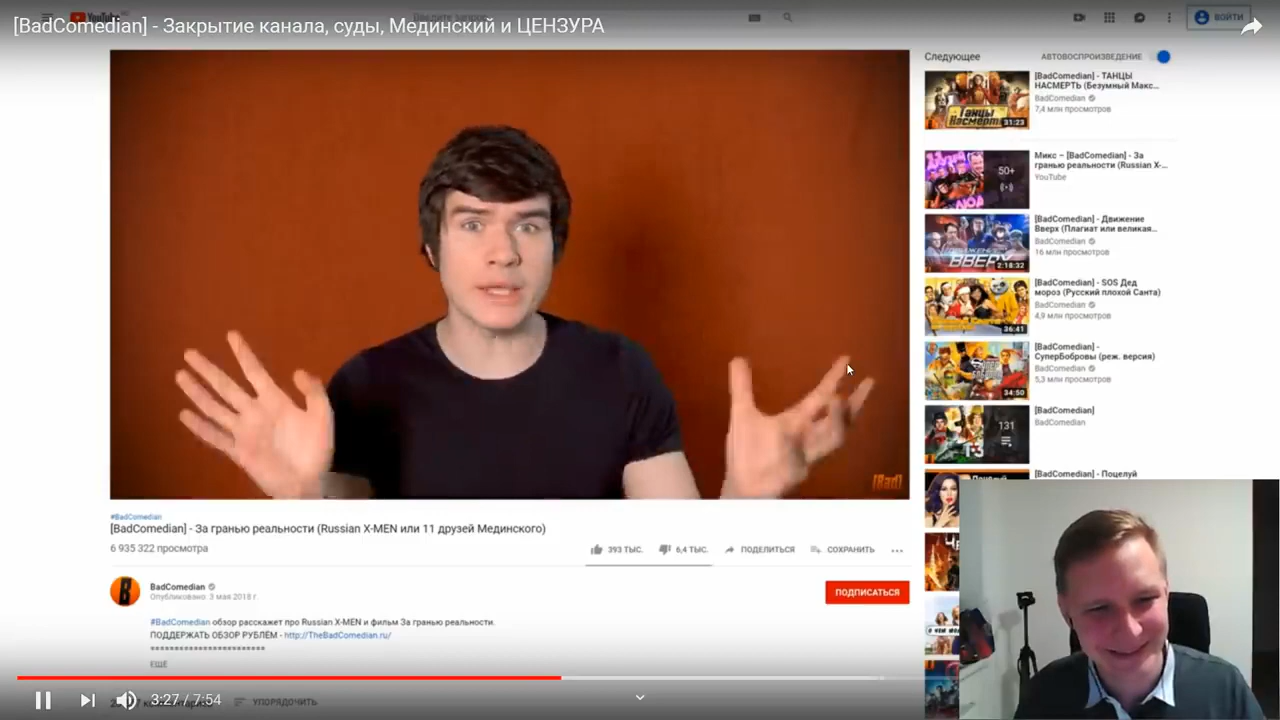 [BadComedian] - Закрытие канала, суды, Мединский и ЦЕНЗУРА
YouTube
ВОЙТИ
[Bad]
Следующее
АВТОВОСПРОИЗВЕДЕНИЕ
[BadComedian] - ТАНЦЫ
НАСМЕРТЬ (Безумный Макс...
BadComedian
7,4 млн просмотров
31:23
Микс – [BadComedian] - За
гранью реальности (Russian X-...
YouTube
50+
[BadComedian] - Движение
Вверх (Плагиат или великая...
BadComedian
16 млн просмотров
2:18:32
[BadComedian] - SOS Дед
мороз (Русский плохой Санта)
BadComedian
4,9 млн просмотров
36:41
[BadComedian] -
СуперБобровы (реж. версия)
BadComedian
5,3 млн просмотров
34:50
[BadComedian]
BadComedian
131
[BadComedian] - Поцелуй
#BadComedian
[BadComedian] - За гранью реальности (Russian X-MEN или 11 друзей Мединского)
6 935 322 просмотра
393 ТЫС.
6,4 ТЫС.
ПОДЕЛИТЬСЯ
СОХРАНИТЬ
BadComedian
Опубликовано: 3 мая 2018 г.
ПОДПИСАТЬСЯ
#BadComedian обзор расскажет про Russian X-MEN и фильм За гранью реальности.
ПОДДЕРЖАТЬ ОБЗОР РУБЛЁМ - http://TheBadComedian.ru/
ЕЩЁ
3:27 / 7:54
УПОРЯДОЧИТЬ